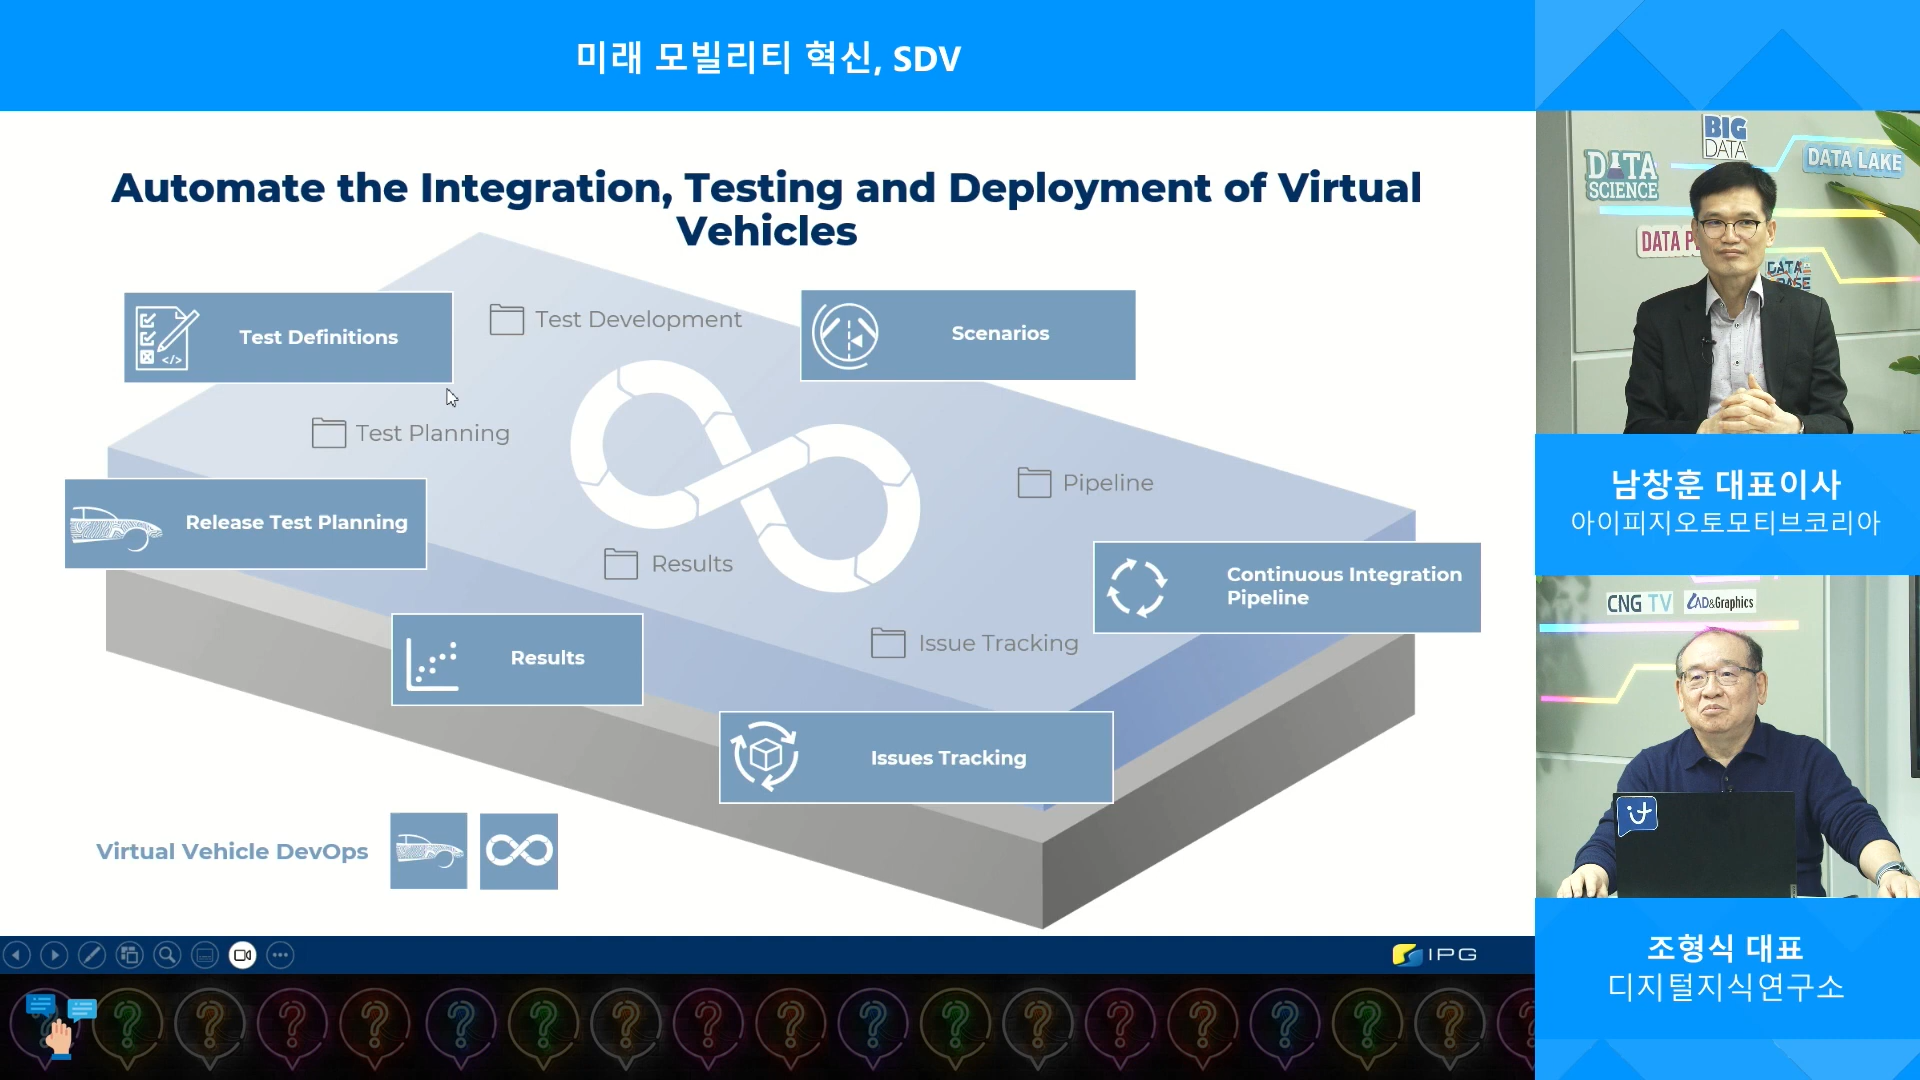 미래 모빌리티 혁신, SDV
Automate the Integration, Testing and Deployment of Virtual
Vehicles
Test Definitions
Test Development
Scenarios
Test Planning
Pipeline
Release Test Planning
Results
Continuous Integration
Pipeline
Issue Tracking
Results
Issues Tracking
Virtual Vehicle DevOps
IPG
BIG
DATA
DATA
SCIENCE
DATA LAKE
DATA P
DATA
남창훈 대표이사
아이피지오토모티브코리아
CNG TV
CAD&Graphics
조형식 대표
디지털지식연구소